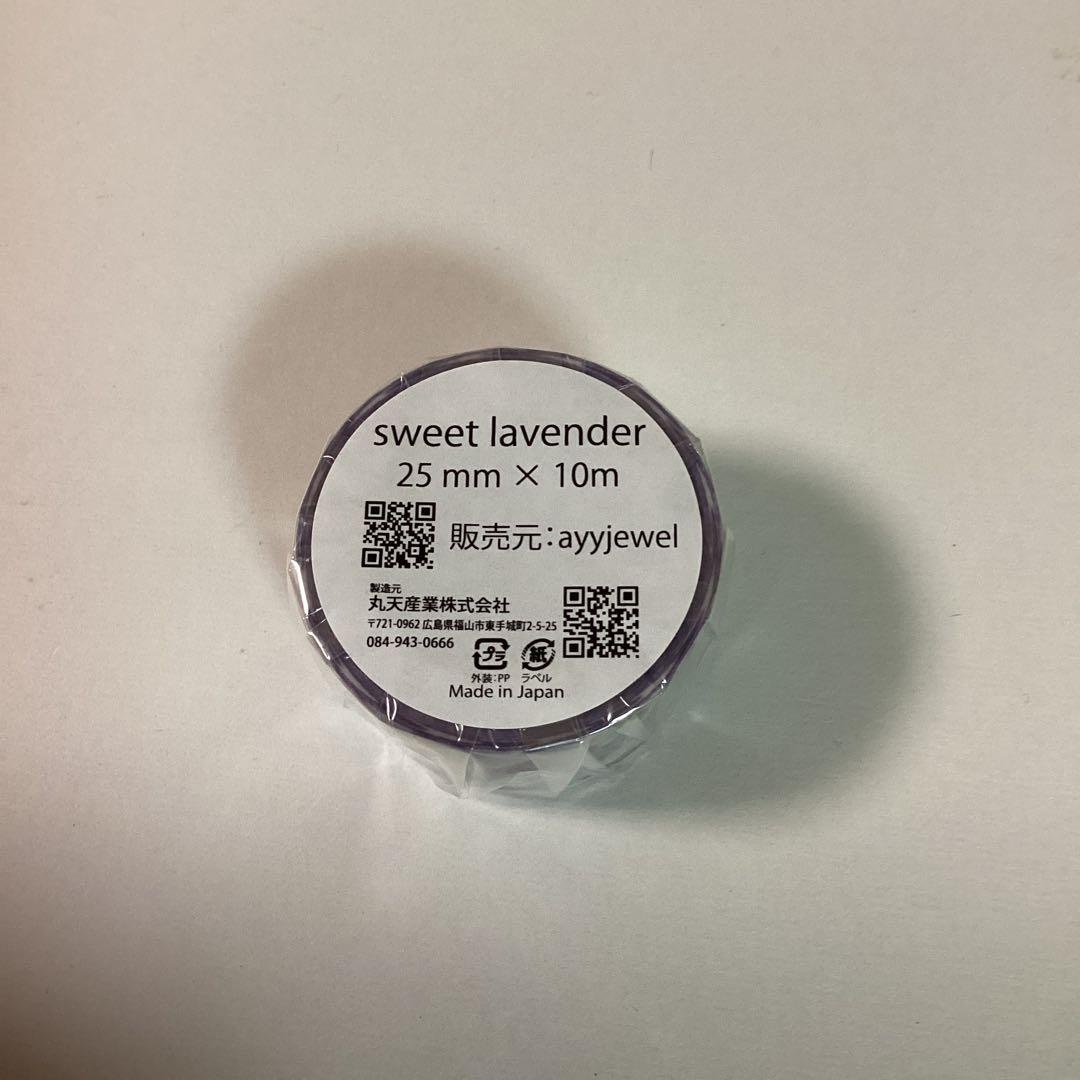 sweet lavender
25 mm × 10m
販売元：ayyjewel
製造元
丸天産業株式会社
〒721-0962 広島県福山市東手城町2-5-25
084-943-0666
プラ 紙
外装：PP ラベル
Made in Japan